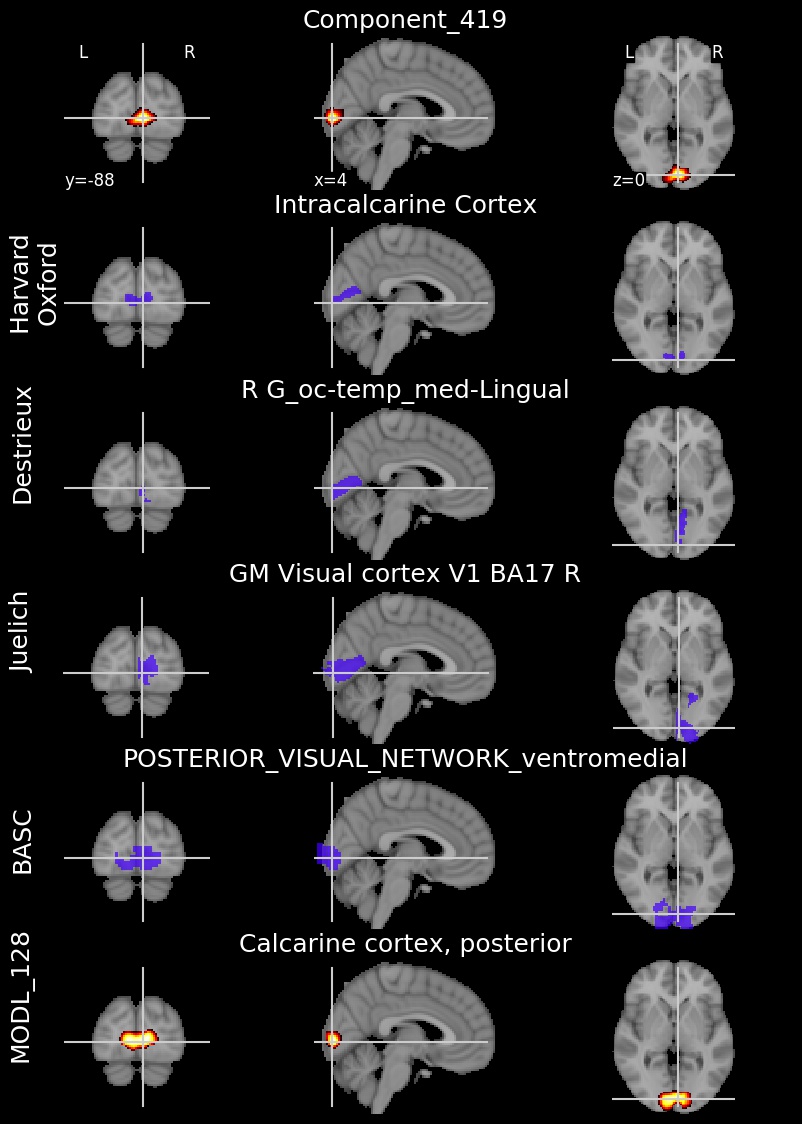 Component_419
L R L R
y=-88 x=4 z=0
Intracalcarine Cortex
Harvard
Oxford
R G_oc-temp_med-Lingual
Destrieux
GM Visual cortex V1 BA17 R
Juelich
POSTERIOR_VISUAL_NETWORK_ventromedial
BASC
Calcarine cortex, posterior
MODL_128